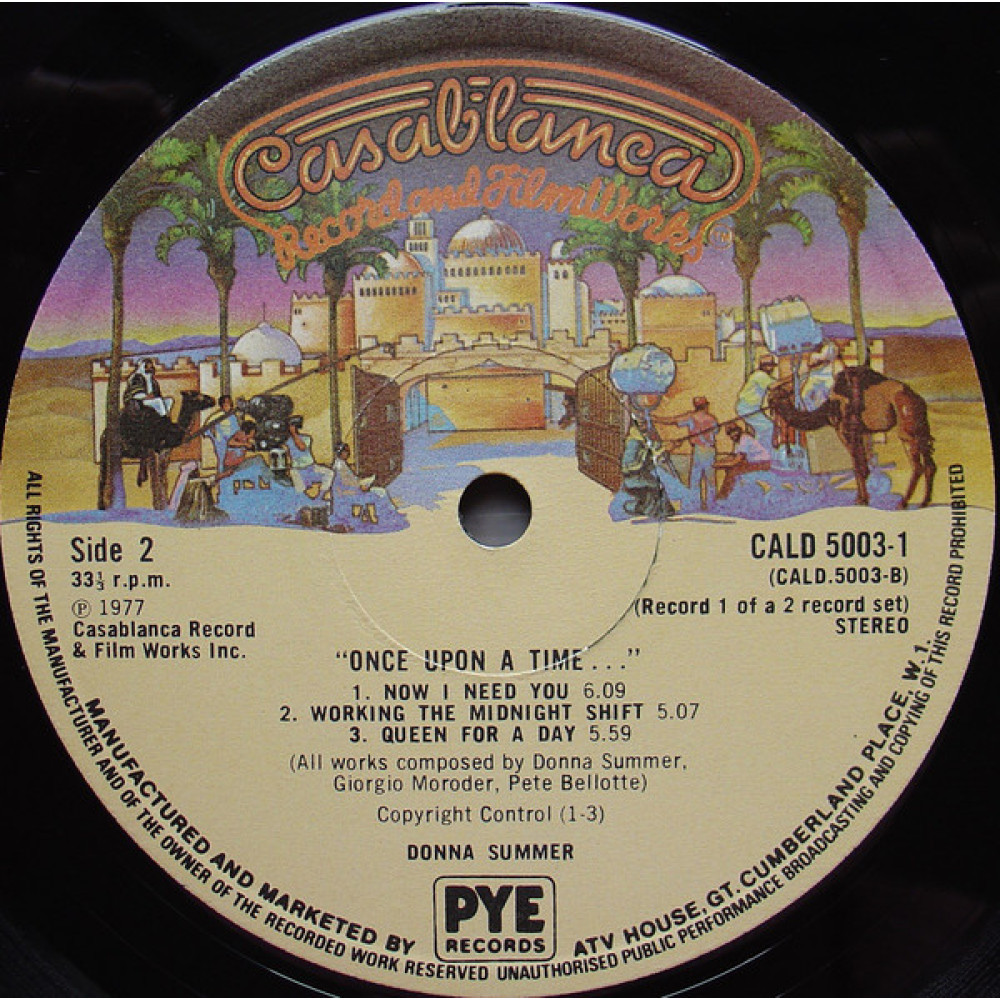 Casablanca
Record and FilmWorks
TM
Side 2
33⅓ r.p.m.
℗ 1977
Casablanca Record
& Film Works Inc.
CALD 5003-1
(CALD.5003-B)
(Record 1 of a 2 record set)
STEREO
“ONCE UPON A TIME...”
1. NOW I NEED YOU 6.09
2. WORKING THE MIDNIGHT SHIFT 5.07
3. QUEEN FOR A DAY 5.59
(All works composed by Donna Summer,
Giorgio Moroder, Pete Bellotte)
Copyright Control (1-3)
DONNA SUMMER
PYE
RECORDS
MANUFACTURED AND MARKETED BY
ATV HOUSE, GT. CUMBERLAND PLACE, W.1.
ALL RIGHTS OF THE MANUFACTURER AND OF THE OWNER OF THE RECORDED WORK RESERVED UNAUTHORISED PUBLIC PERFORMANCE BROADCASTING AND COPYING OF THIS RECORD PROHIBITED